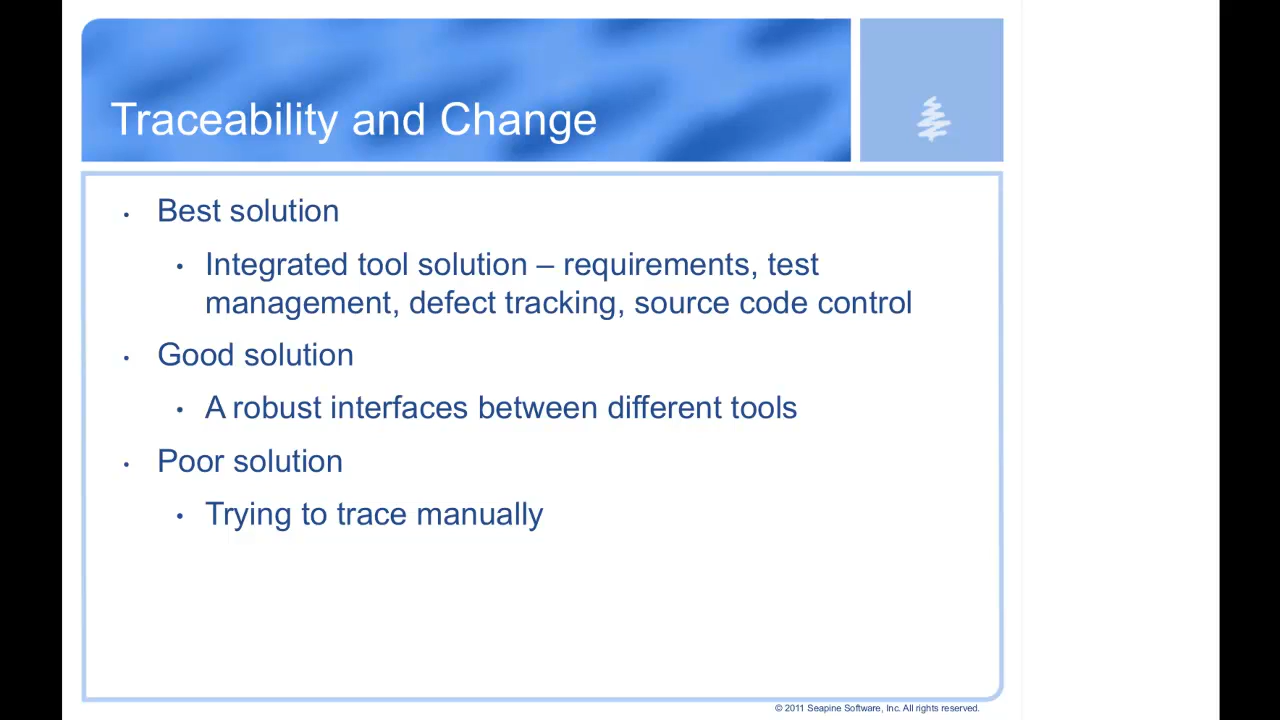 Traceability and Change
• Best solution
• Integrated tool solution – requirements, test
management, defect tracking, source code control
• Good solution
• A robust interfaces between different tools
• Poor solution
• Trying to trace manually
© 2011 Seapine Software, Inc. All rights reserved.